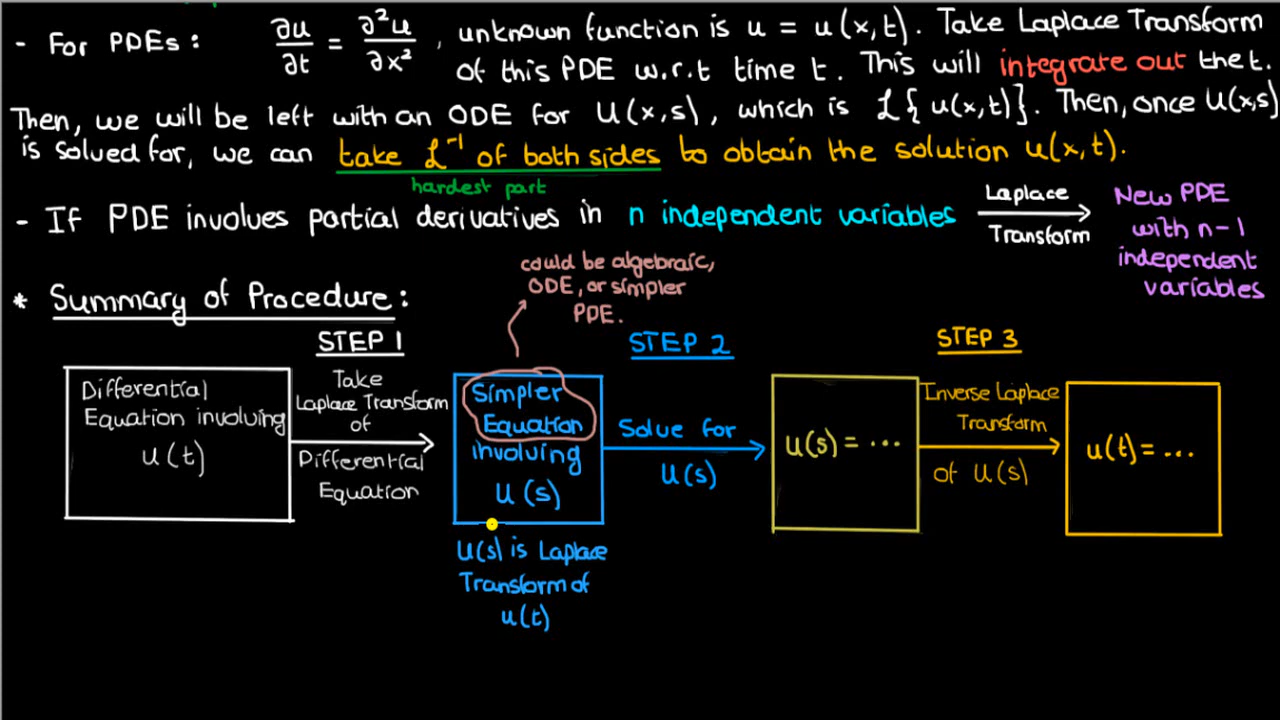 - For PDEs: ∂u/∂t = ∂²u/∂x², unknown function is u = u(x,t). Take Laplace Transform
of this PDE w.r.t time t. This will integrate out the t.
Then, we will be left with an ODE for U(x,s), which is ℒ{u(x,t)}. Then, once U(x,s)
is solved for, we can take ℒ⁻¹ of both sides to obtain the solution u(x,t).
hardest part
- If PDE involves partial derivatives in n independent variables
Laplace
Transform
New PDE
with n-1
independent
variables
could be algebraic,
ODE, or simpler
PDE.
* Summary of Procedure:
STEP 1
STEP 2
STEP 3
Differential
Equation involving
u(t)
Take
Laplace Transform
of
Differential
Equation
Simpler
Equation
involving
U(s)
Solve for
U(s)
U(s) = ...
Inverse Laplace
Transform
of U(s)
u(t) = ...
U(s) is Laplace
Transform of
u(t)